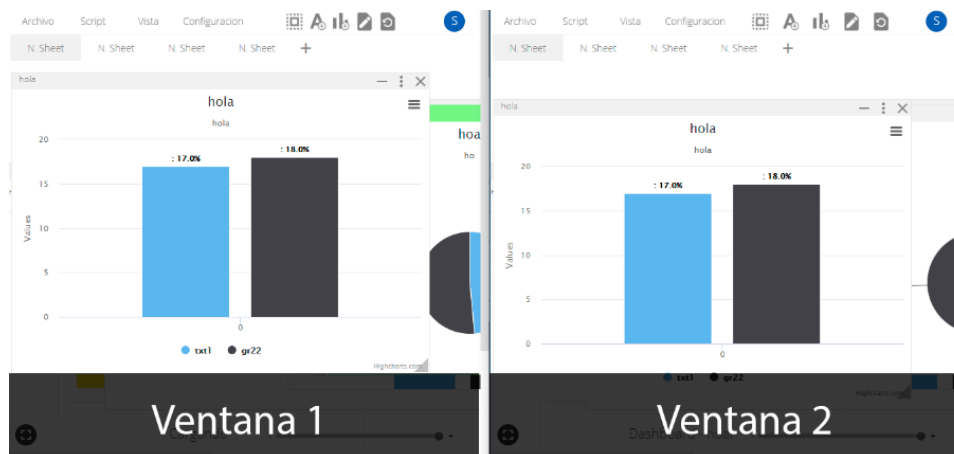 Archivo Script Vista Configuracion S
N. Sheet N. Sheet N. Sheet N. Sheet +
hola
hola
hola
20
15
10
5
0
Values
: 17.0%
: 18.0%
0
txt1 gr22
Highcharts.com
hoa
ho
Cargando
+
Ventana 1
Archivo Script Vista Configuracion S
N. Sheet N. Sheet N. Sheet N. Sheet +
hola
hola
hola
20
15
10
5
0
Values
: 17.0%
: 18.0%
0
txt1 gr22
Highcharts.com
Dashboard
+
Ventana 2